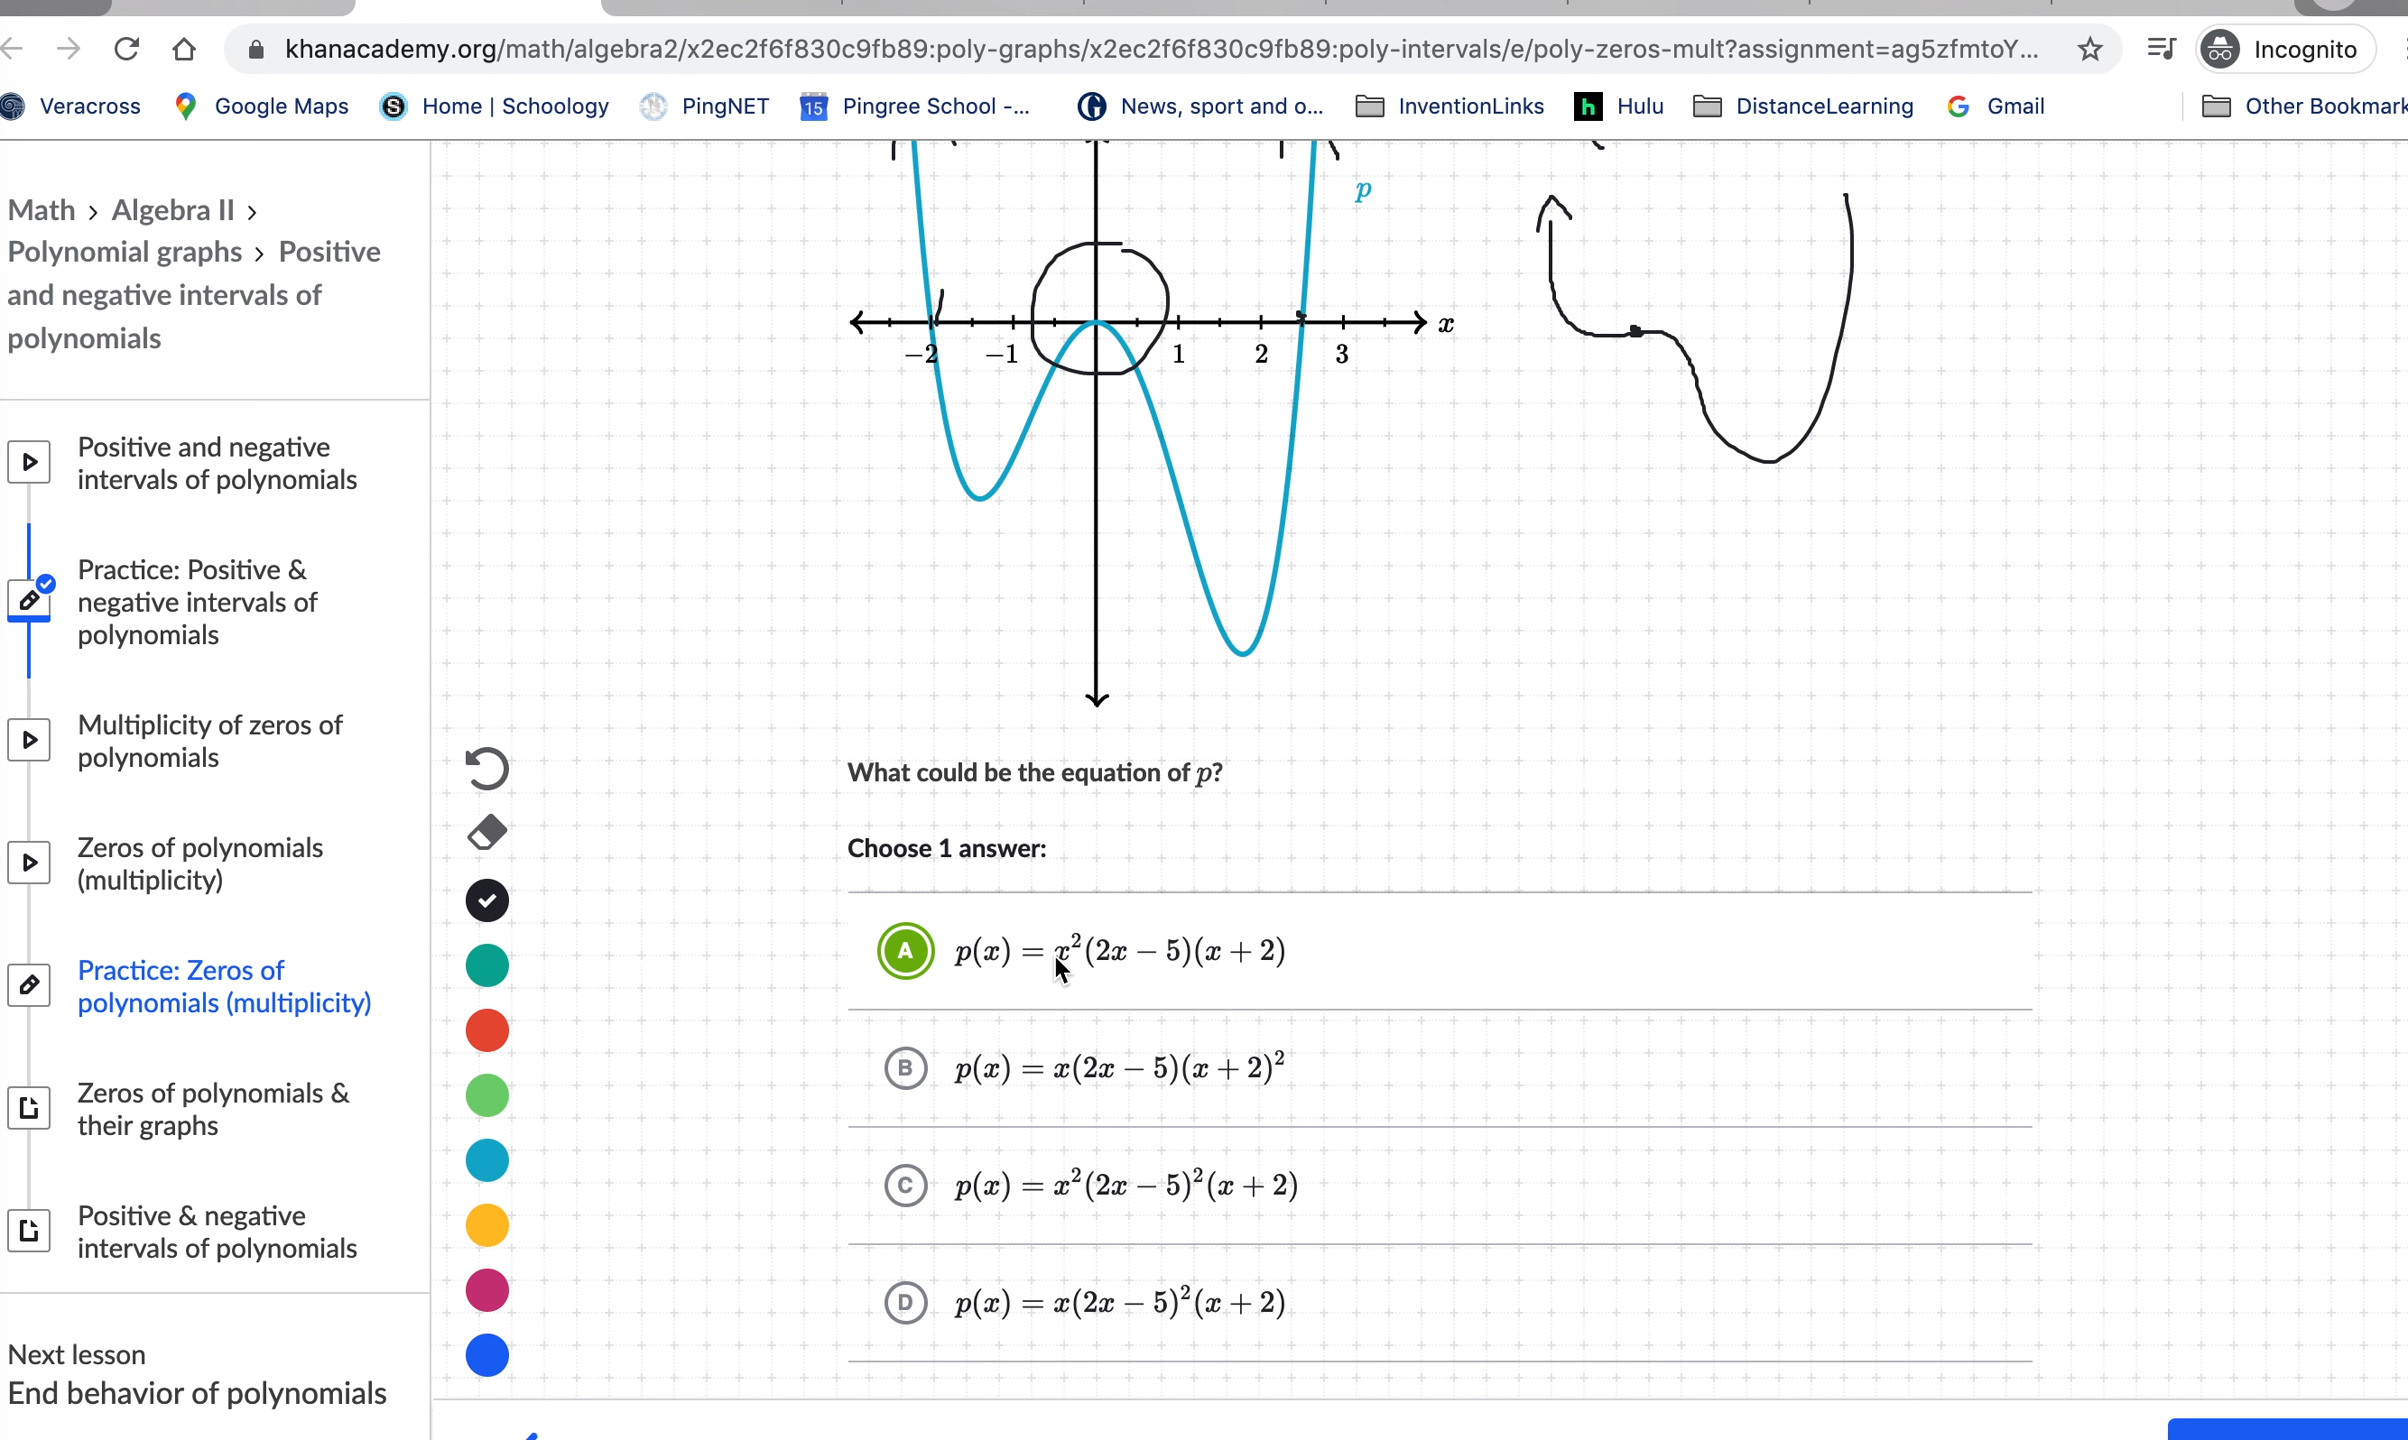 khanacademy.org/math/algebra2/x2ec2f6f830c9fb89:poly-graphs/x2ec2f6f830c9fb89:poly-intervals/e/poly-zeros-mult?assignment=ag5zfmtoY...
Incognito
Veracross
Google Maps
S
Home | Schoology
PingNET
15
Pingree School -...
News, sport and o...
InventionLinks
h
Hulu
DistanceLearning
G
Gmail
Other Bookmark
Math > Algebra II >
Polynomial graphs > Positive
and negative intervals of
polynomials
Positive and negative
intervals of polynomials
Practice: Positive &
negative intervals of
polynomials
Multiplicity of zeros of
polynomials
Zeros of polynomials
(multiplicity)
Practice: Zeros of
polynomials (multiplicity)
Zeros of polynomials &
their graphs
Positive & negative
intervals of polynomials
Next lesson
End behavior of polynomials
p
x
−2 −1 1 2 3
What could be the equation of p?
Choose 1 answer:
A p(x) = x²(2x − 5)(x + 2)
B p(x) = x(2x − 5)(x + 2)²
C p(x) = x²(2x − 5)²(x + 2)
D p(x) = x(2x − 5)²(x + 2)